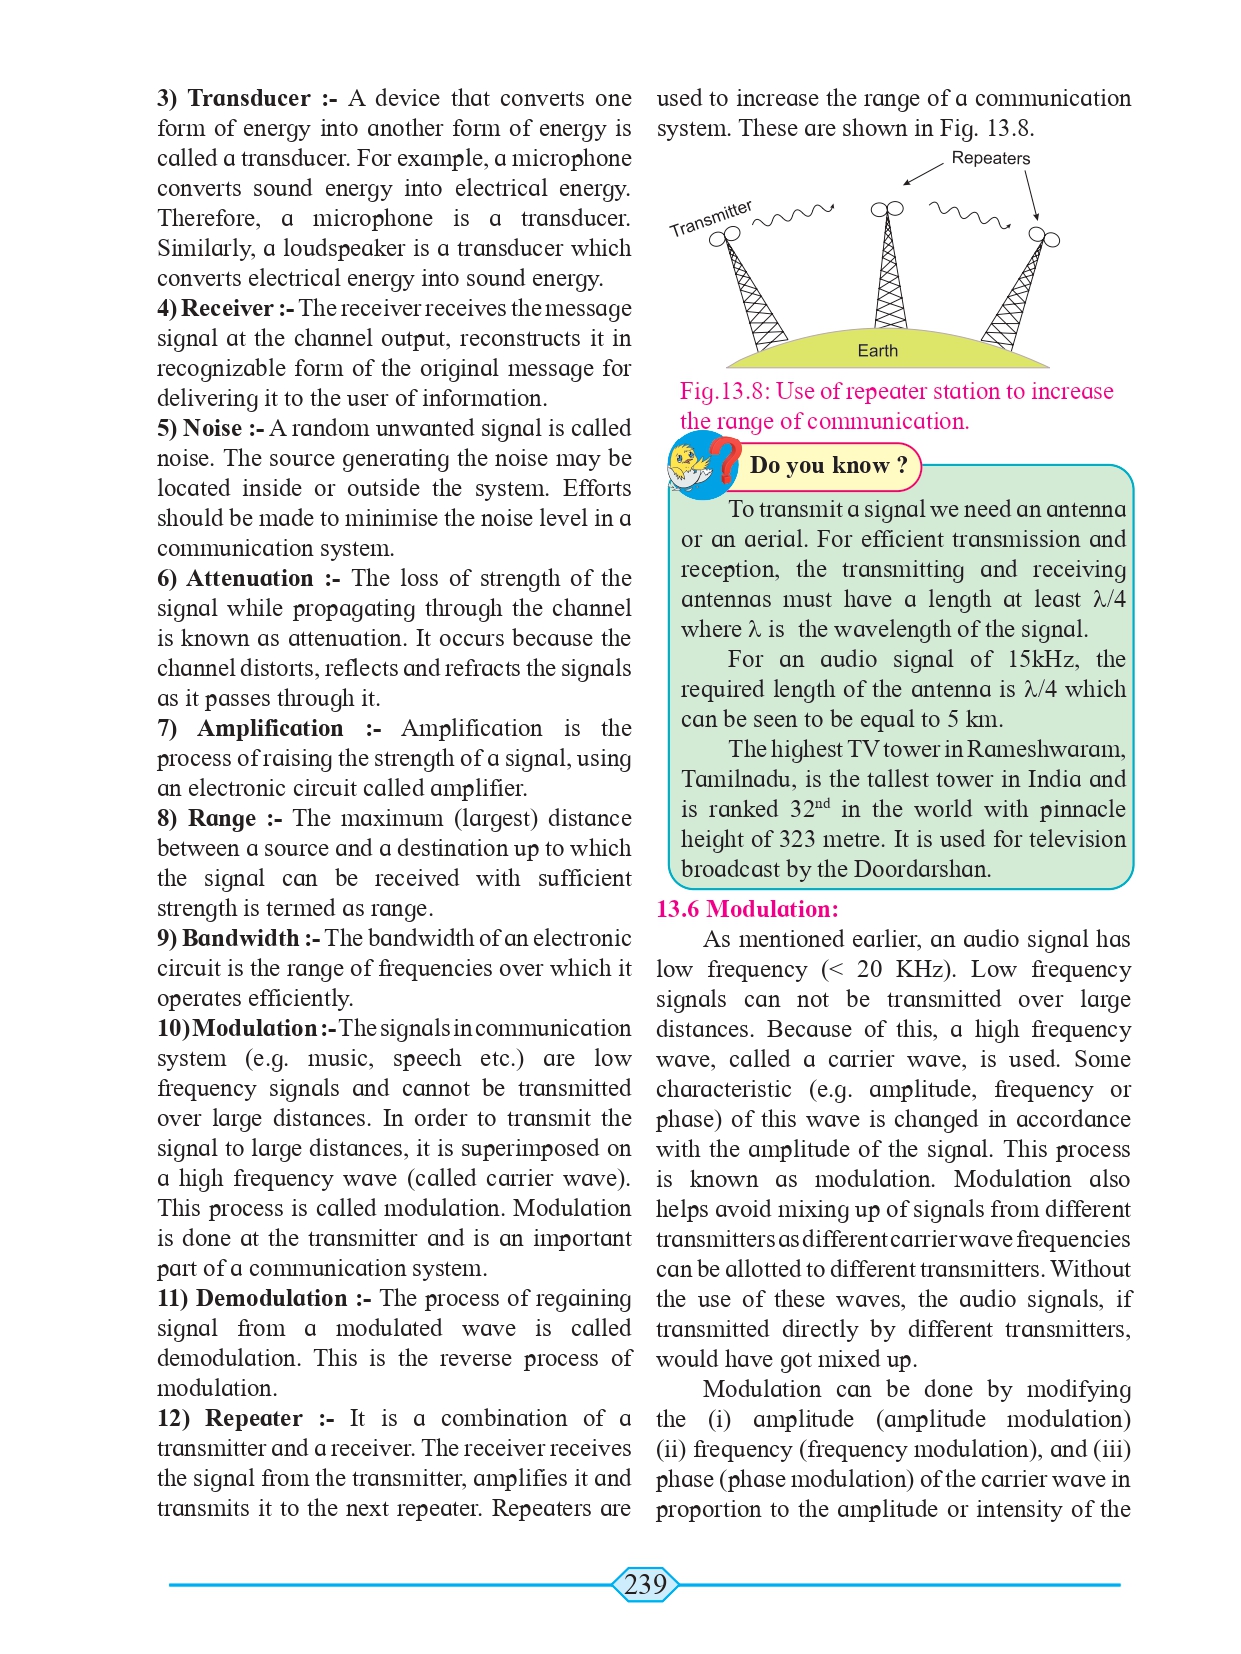 3) Transducer :- A device that converts one
form of energy into another form of energy is
called a transducer. For example, a microphone
converts sound energy into electrical energy.
Therefore, a microphone is a transducer.
Similarly, a loudspeaker is a transducer which
converts electrical energy into sound energy.
4) Receiver :- The receiver receives the message
signal at the channel output, reconstructs it in
recognizable form of the original message for
delivering it to the user of information.
5) Noise :- A random unwanted signal is called
noise. The source generating the noise may be
located inside or outside the system. Efforts
should be made to minimise the noise level in a
communication system.
6) Attenuation :- The loss of strength of the
signal while propagating through the channel
is known as attenuation. It occurs because the
channel distorts, reflects and refracts the signals
as it passes through it.
7) Amplification :- Amplification is the
process of raising the strength of a signal, using
an electronic circuit called amplifier.
8) Range :- The maximum (largest) distance
between a source and a destination up to which
the signal can be received with sufficient
strength is termed as range.
9) Bandwidth :- The bandwidth of an electronic
circuit is the range of frequencies over which it
operates efficiently.
10) Modulation :- The signals in communication
system (e.g. music, speech etc.) are low
frequency signals and cannot be transmitted
over large distances. In order to transmit the
signal to large distances, it is superimposed on
a high frequency wave (called carrier wave).
This process is called modulation. Modulation
is done at the transmitter and is an important
part of a communication system.
11) Demodulation :- The process of regaining
signal from a modulated wave is called
demodulation. This is the reverse process of
modulation.
12) Repeater :- It is a combination of a
transmitter and a receiver. The receiver receives
the signal from the transmitter, amplifies it and
transmits it to the next repeater. Repeaters are
used to increase the range of a communication
system. These are shown in Fig. 13.8.
Repeaters
Transmitter
Earth
Fig.13.8: Use of repeater station to increase
the range of communication.
Do you know ?
To transmit a signal we need an antenna
or an aerial. For efficient transmission and
reception, the transmitting and receiving
antennas must have a length at least λ/4
where λ is the wavelength of the signal.
For an audio signal of 15kHz, the
required length of the antenna is λ/4 which
can be seen to be equal to 5 km.
The highest TV tower in Rameshwaram,
Tamilnadu, is the tallest tower in India and
is ranked 32nd in the world with pinnacle
height of 323 metre. It is used for television
broadcast by the Doordarshan.
13.6 Modulation:
As mentioned earlier, an audio signal has
low frequency (< 20 KHz). Low frequency
signals can not be transmitted over large
distances. Because of this, a high frequency
wave, called a carrier wave, is used. Some
characteristic (e.g. amplitude, frequency or
phase) of this wave is changed in accordance
with the amplitude of the signal. This process
is known as modulation. Modulation also
helps avoid mixing up of signals from different
transmitters as different carrier wave frequencies
can be allotted to different transmitters. Without
the use of these waves, the audio signals, if
transmitted directly by different transmitters,
would have got mixed up.
Modulation can be done by modifying
the (i) amplitude (amplitude modulation)
(ii) frequency (frequency modulation), and (iii)
phase (phase modulation) of the carrier wave in
proportion to the amplitude or intensity of the
239